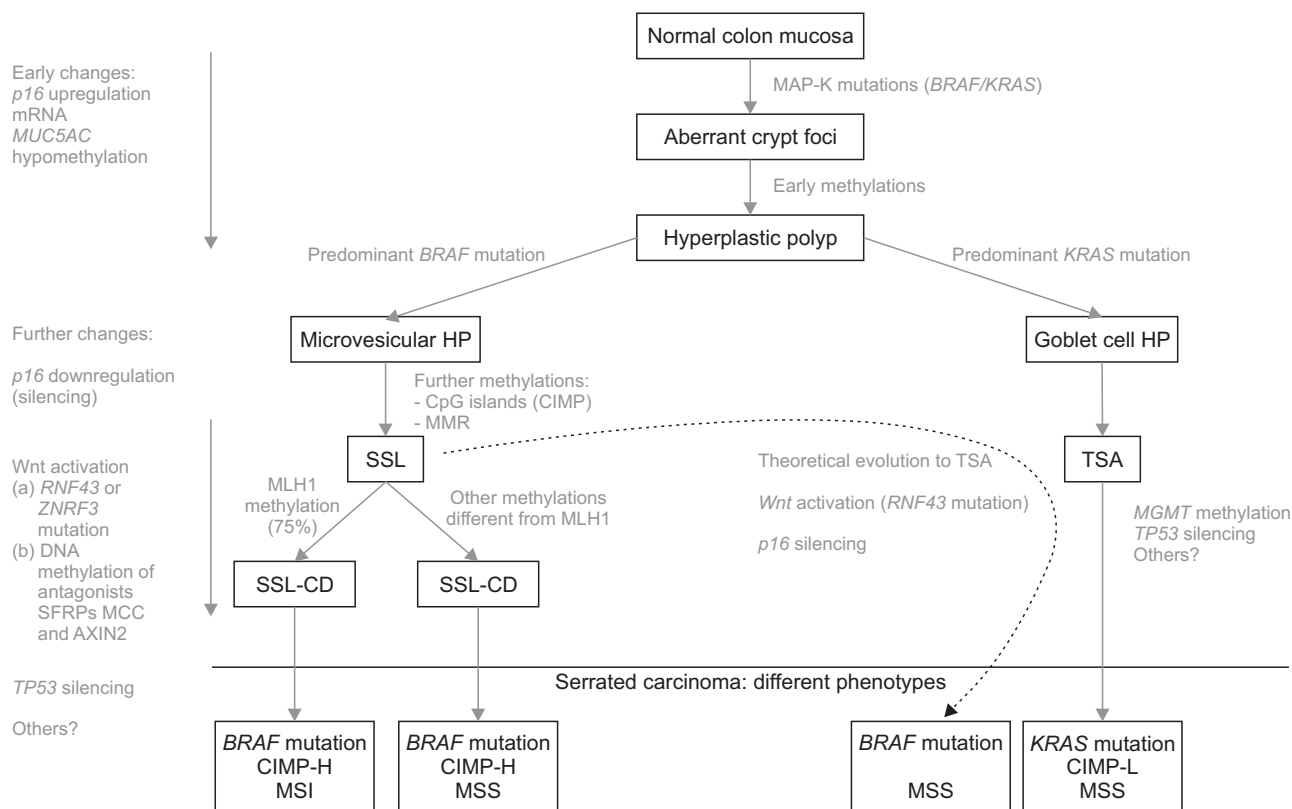 Normal colon mucosa
MAP-K mutations (BRAF/KRAS)
Aberrant crypt foci
Early methylations
Hyperplastic polyp
Early changes:
p16 upregulation
mRNA
MUC5AC
hypomethylation
Predominant BRAF mutation
Predominant KRAS mutation
Microvesicular HP
Goblet cell HP
Further changes:
p16 downregulation
(silencing)
Further methylations:
- CpG islands (CIMP)
- MMR
SSL
TSA
Wnt activation
(a) RNF43 or
ZNRF3
mutation
(b) DNA
methylation of
antagonists
SFRPs MCC
and AXIN2
MLH1
methylation
(75%)
Other methylations
different from MLH1
Theoretical evolution to TSA
Wnt activation (RNF43 mutation)
p16 silencing
MGMT methylation
TP53 silencing
Others?
SSL-CD
SSL-CD
TP53 silencing
Others?
Serrated carcinoma: different phenotypes
BRAF mutation
CIMP-H
MSI
BRAF mutation
CIMP-H
MSS
BRAF mutation
MSS
KRAS mutation
CIMP-L
MSS